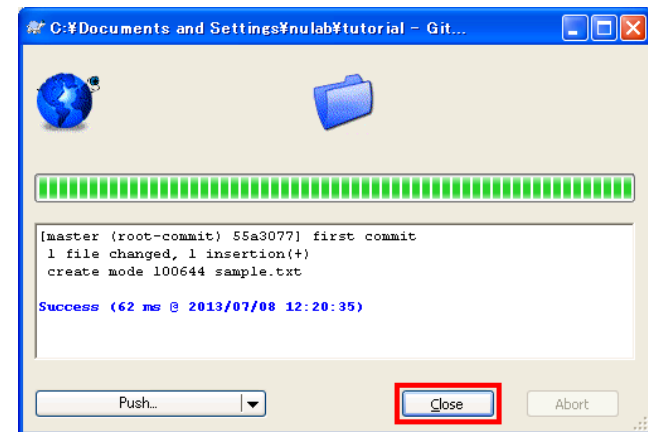 C:¥Documents and Settings¥nulab¥tutorial - Git...
[master (root-commit) 55a3077] first commit
1 file changed, 1 insertion(+)
create mode 100644 sample.txt
Success (62 ms @ 2013/07/08 12:20:35)
Push...
Close
Abort